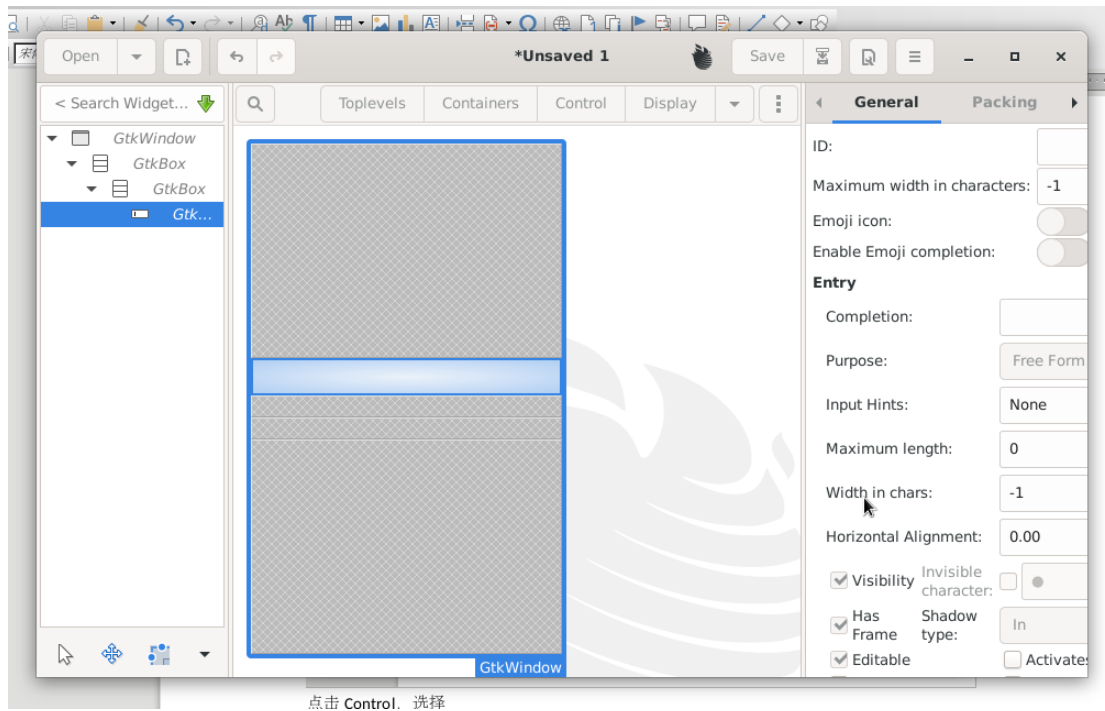 Open
*Unsaved 1
Save
< Search Widget...
Toplevels
Containers
Control
Display
General
Packing
GtkWindow
GtkBox
GtkBox
Gtk...
GtkWindow
ID:
Maximum width in characters: -1
Emoji icon:
Enable Emoji completion:
Entry
Completion:
Purpose: Free Form
Input Hints: None
Maximum length: 0
Width in chars: -1
Horizontal Alignment: 0.00
Visibility Invisible
character:
Has Shadow
Frame type: In
Editable Activates
点击 Control，选择